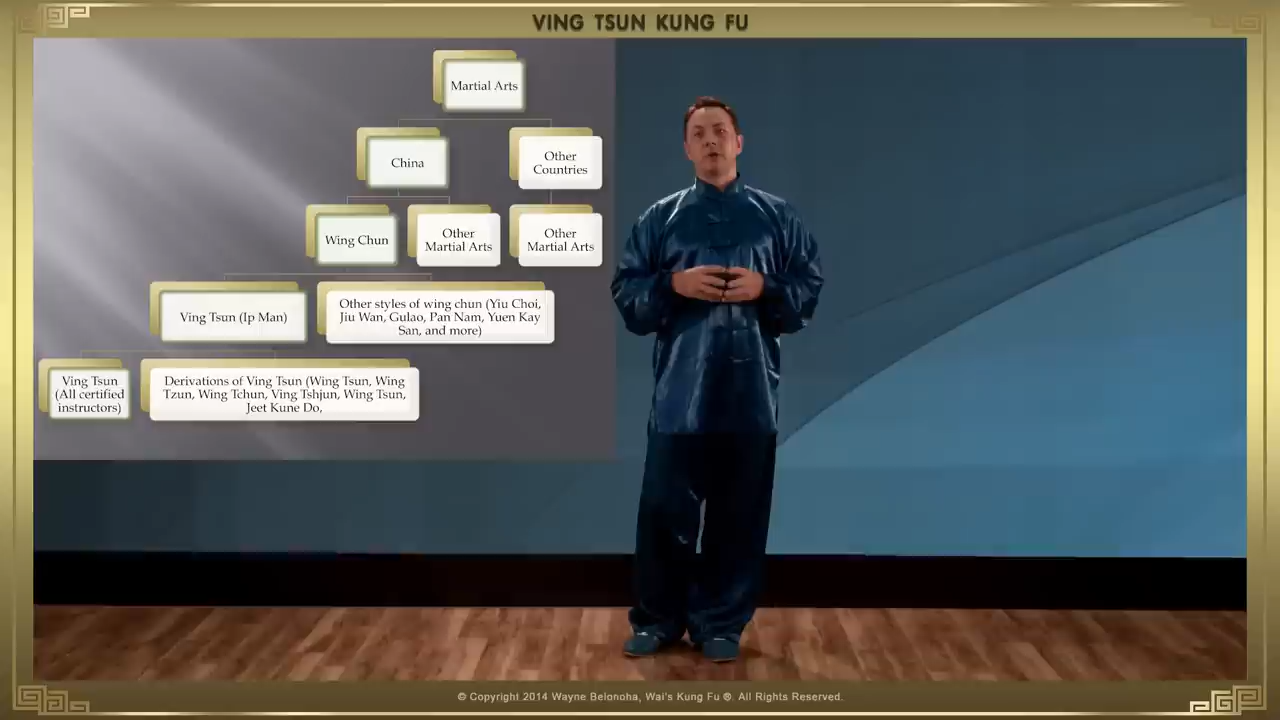 VING TSUN KUNG FU
Martial Arts
China
Other
Countries
Wing Chun
Other
Martial Arts
Other
Martial Arts
Ving Tsun (Ip Man)
Other styles of wing chun (Yiu Choi,
Jiu Wan, Gulao, Pan Nam, Yuen Kay
San, and more)
Ving Tsun
(All certified
instructors)
Derivations of Ving Tsun (Wing Tsun, Wing
Tzun, Wing Tchun, Ving Tshjun, Wing Tsun,
Jeet Kune Do,
© Copyright 2014 Wayne Belonoha, Wai's Kung Fu ®. All Rights Reserved.